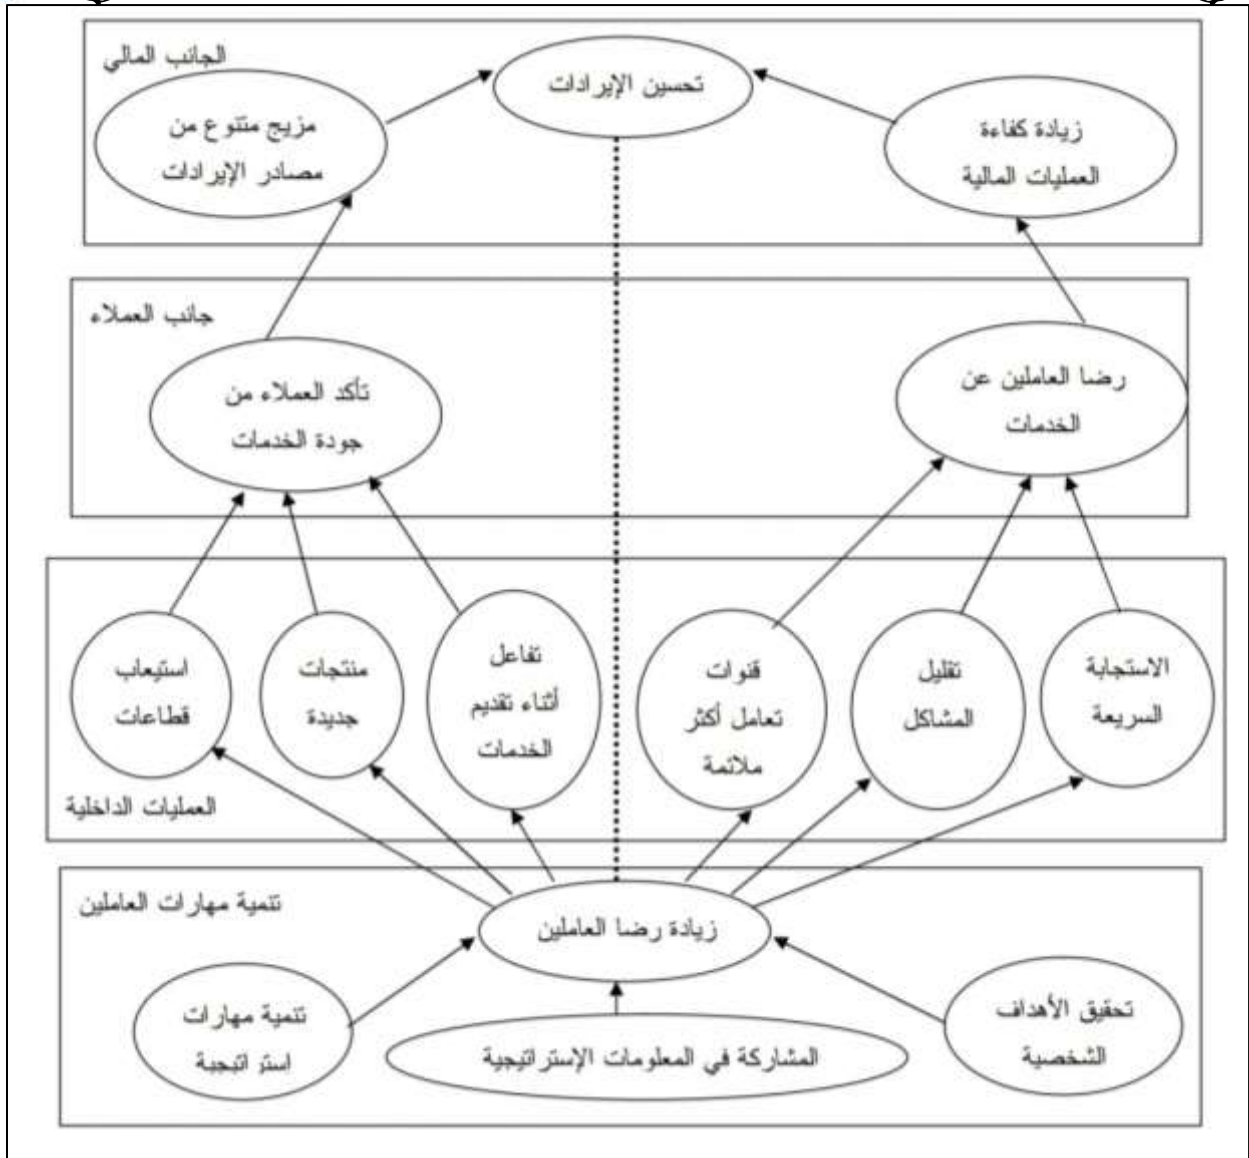 الجانب المالي
تحسين الإيرادات
زيادة كفاءة
العمليات المالية
مزيج متنوع من
مصادر الإيرادات
جانب العملاء
رضا العاملين عن
الخدمات
تأكد العملاء من
جودة الخدمات
الاستجابة
السريعة
تقليل
المشاكل
قنوات
تعامل أكثر
ملائمة
تفاعل
أثناء تقديم
الخدمات
منتجات
جديدة
استيعاب
قطاعات
العمليات الداخلية
تنمية مهارات العاملين
زيادة رضا العاملين
تحقيق الأهداف
الشخصية
المشاركة في المعلومات الإستراتيجية
تنمية مهارات
استراتيجية